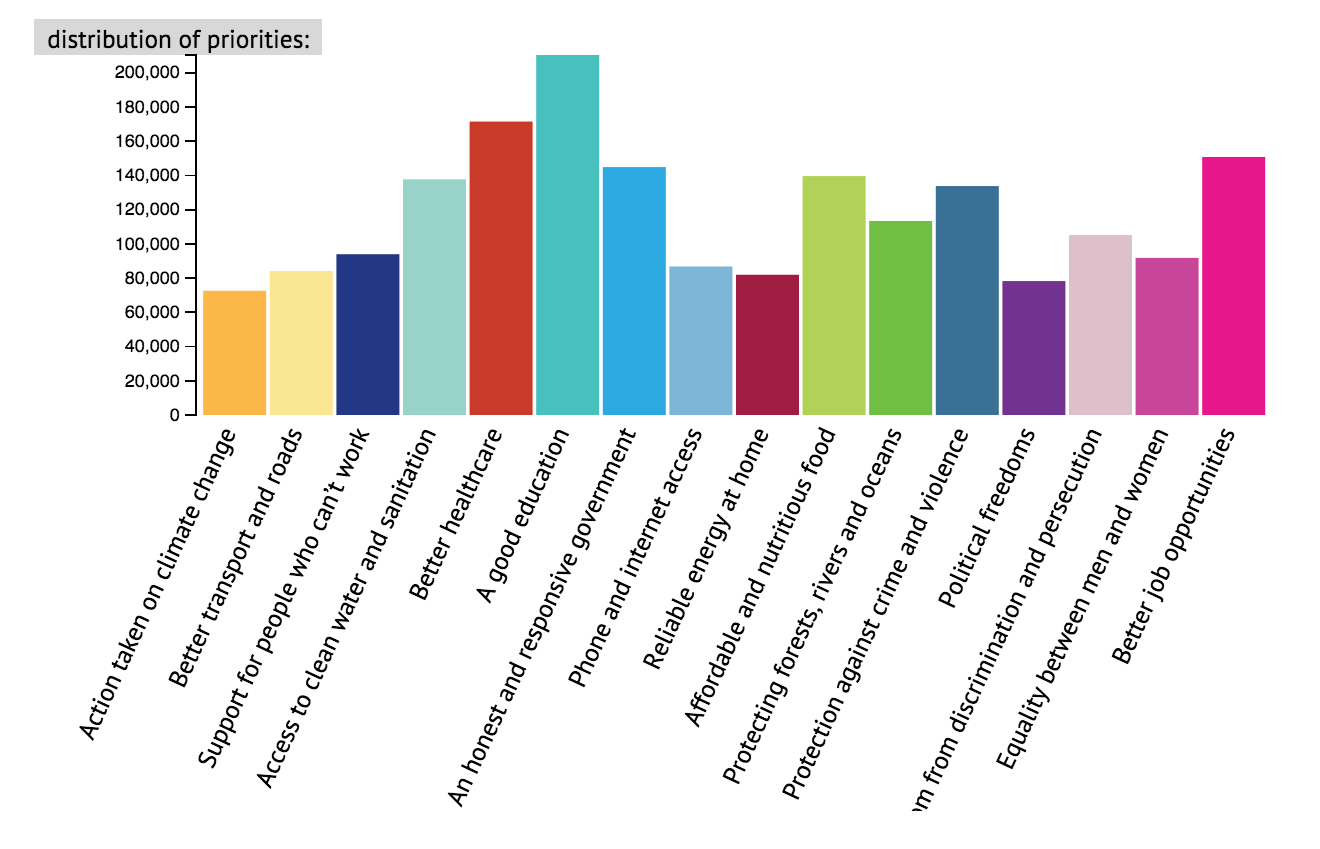 distribution of priorities:
200,000
180,000
160,000
140,000
120,000
100,000
80,000
60,000
40,000
20,000
0
Action taken on climate change
Better transport and roads
Support for people who can't work
Access to clean water and sanitation
Better healthcare
A good education
An honest and responsive government
Phone and internet access
Reliable energy at home
Affordable and nutritious food
Protecting forests, rivers and oceans
Protection against crime and violence
Political freedoms
from discrimination and persecution
Equality between men and women
Better job opportunities